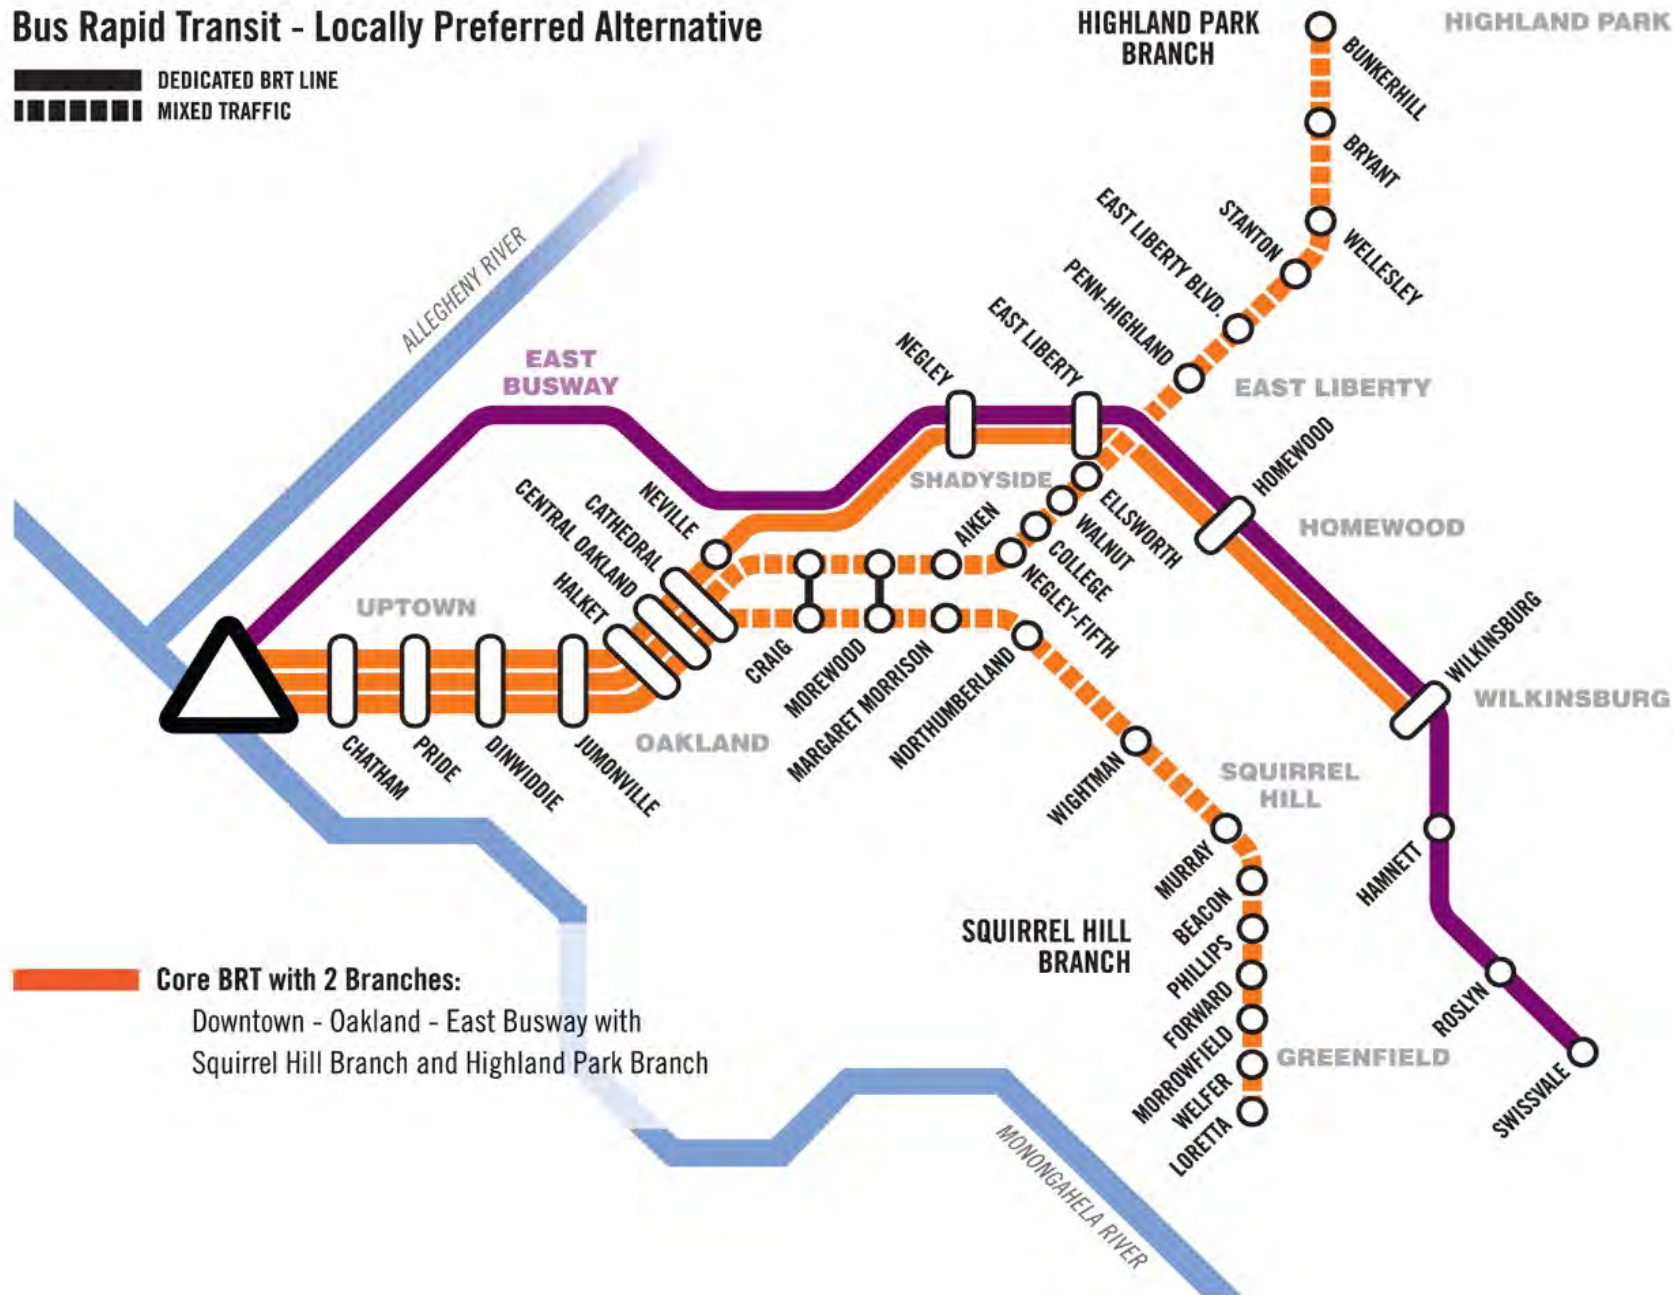 Bus Rapid Transit - Locally Preferred Alternative
DEDICATED BRT LINE
MIXED TRAFFIC
HIGHLAND PARK
BRANCH
HIGHLAND PARK
BUNKERHILL
BRYANT
WELLESLEY
STANTON
EAST LIBERTY BLVD.
PENN-HIGHLAND
EAST LIBERTY
NEGLEY
ALLEGHENY RIVER
EAST
BUSWAY
EAST LIBERTY
HOMEWOOD
HOMEWOOD
SHADYSIDE
NEVILLE
CATHEDRAL
CENTRAL OAKLAND
HALKET
AIKEN
ELLSWORTH
WALNUT
COLLEGE
NEGLEY-FIFTH
UPTOWN
CRAIG
MOREWOOD
MARGARET MORRISON
NORTHUMBERLAND
WILKINSBURG
WILKINSBURG
OAKLAND
CHATHAM
PRIDE
DINWIDDIE
JUMONVILLE
WIGHTMAN
SQUIRREL
HILL
MURRAY
BEACON
PHILLIPS
FORWARD
MORROWFIELD
WELFER
LORETTA
HAMNETT
ROSLYN
SWISSVALE
SQUIRREL HILL
BRANCH
GREENFIELD
Core BRT with 2 Branches:
Downtown - Oakland - East Busway with
Squirrel Hill Branch and Highland Park Branch
MONONGAHELA RIVER